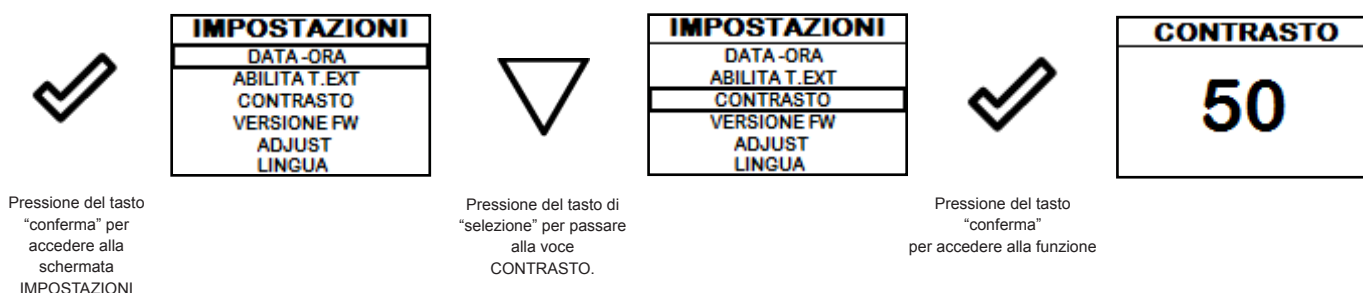 IMPOSTAZIONI
DATA-ORA
ABILITA T.EXT
CONTRASTO
VERSIONE FW
ADJUST
LINGUA
IMPOSTAZIONI
DATA-ORA
ABILITA T.EXT
CONTRASTO
VERSIONE FW
ADJUST
LINGUA
CONTRASTO
50
Pressione del tasto
“conferma” per
accedere alla
schermata
IMPOSTAZIONI
Pressione del tasto di
“selezione” per passare
alla voce
CONTRASTO.
Pressione del tasto
“conferma”
per accedere alla funzione